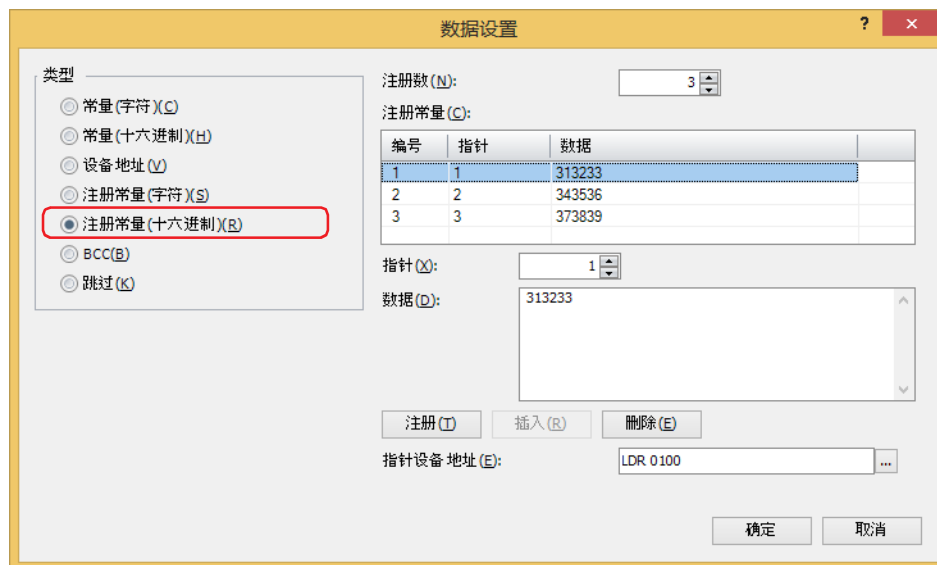 数据设置
? ×
类型
常量(字符)(C)
常量(十六进制)(H)
设备地址(V)
注册常量(字符)(S)
注册常量(十六进制)(R)
BCC(B)
跳过(K)
注册数(N): 3
注册常量(C):
编号 指针 数据
1 1 313233
2 2 343536
3 3 373839
指针(X): 1
数据(D): 313233
注册(T) 插入(R) 删除(E)
指针设备地址(E): LDR 0100 ...
确定 取消